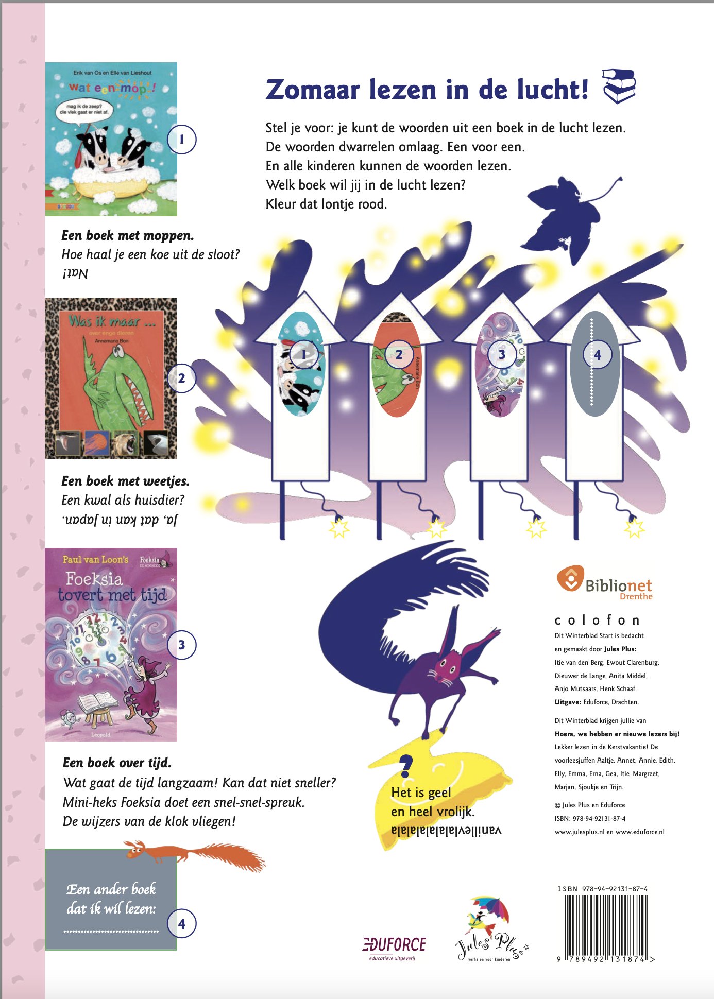 Erik van Os en Elle van Lieshout
wat een mop!
mag ik de zeep?
die vlek gaat er niet af.
1
Een boek met moppen.
Hoe haal je een koe uit de sloot?
Nat!
Was ik maar ...
over enge dieren
Annemarie Bon
2
Een boek met weetjes.
Een kwal als huisdier?
Ja, dat kan in Japan.
Paul van Loon's
Foeksia
DE MINIHEKS
Foeksia
tovert met tijd
12 1 2 3 4 5 6 7 8 9 10 11
Leopold
3
Een boek over tijd.
Wat gaat de tijd langzaam! Kan dat niet sneller?
Mini-heks Foeksia doet een snel-snel-spreuk.
De wijzers van de klok vliegen!
Een ander boek
dat ik wil lezen:
4
Zomaar lezen in de lucht!
Stel je voor: je kunt de woorden uit een boek in de lucht lezen.
De woorden dwarrelen omlaag. Een voor een.
En alle kinderen kunnen de woorden lezen.
Welk boek wil jij in de lucht lezen?
Kleur dat lontje rood.
1
2
Annemarie Bon
3
4
?
Het is geel
en heel vrolijk.
vanillevlalalalalalala
Biblionet
Drenthe
colofon
Dit Winterblad Start is bedacht
en gemaakt door Jules Plus:
Itie van den Berg, Ewout Clarenburg,
Dieuwer de Lange, Anita Middel,
Anjo Mutsaars, Henk Schaaf.
Uitgave: Eduforce, Drachten.
Dit Winterblad krijgen jullie van
Hoera, we hebben er nieuwe lezers bij!
Lekker lezen in de Kerstvakantie! De
voorleesjuffen Aaltje, Annet, Annie, Edith,
Elly, Emma, Erna, Gea, Itie, Margreet,
Marjan, Sjoukje en Trijn.
© Jules Plus en Eduforce
ISBN: 978-94-92131-87-4
www.julesplus.nl en www.eduforce.nl
EDUFORCE
educatieve uitgeverij
Jules Plus
verhalen voor kinderen
ISBN 978-94-92131-87-4
9 789492 131874 >